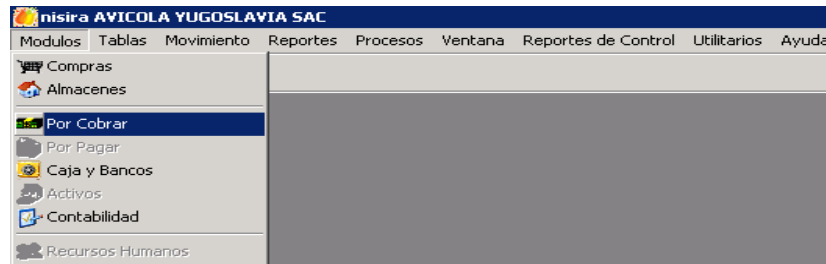 nisira AVICOLA YUGOSLAVIA SAC
Modulos Tablas Movimiento Reportes Procesos Ventana Reportes de Control Utilitarios Ayuda
Compras
Almacenes
Por Cobrar
Por Pagar
Caja y Bancos
Activos
Contabilidad
Recursos Humanos